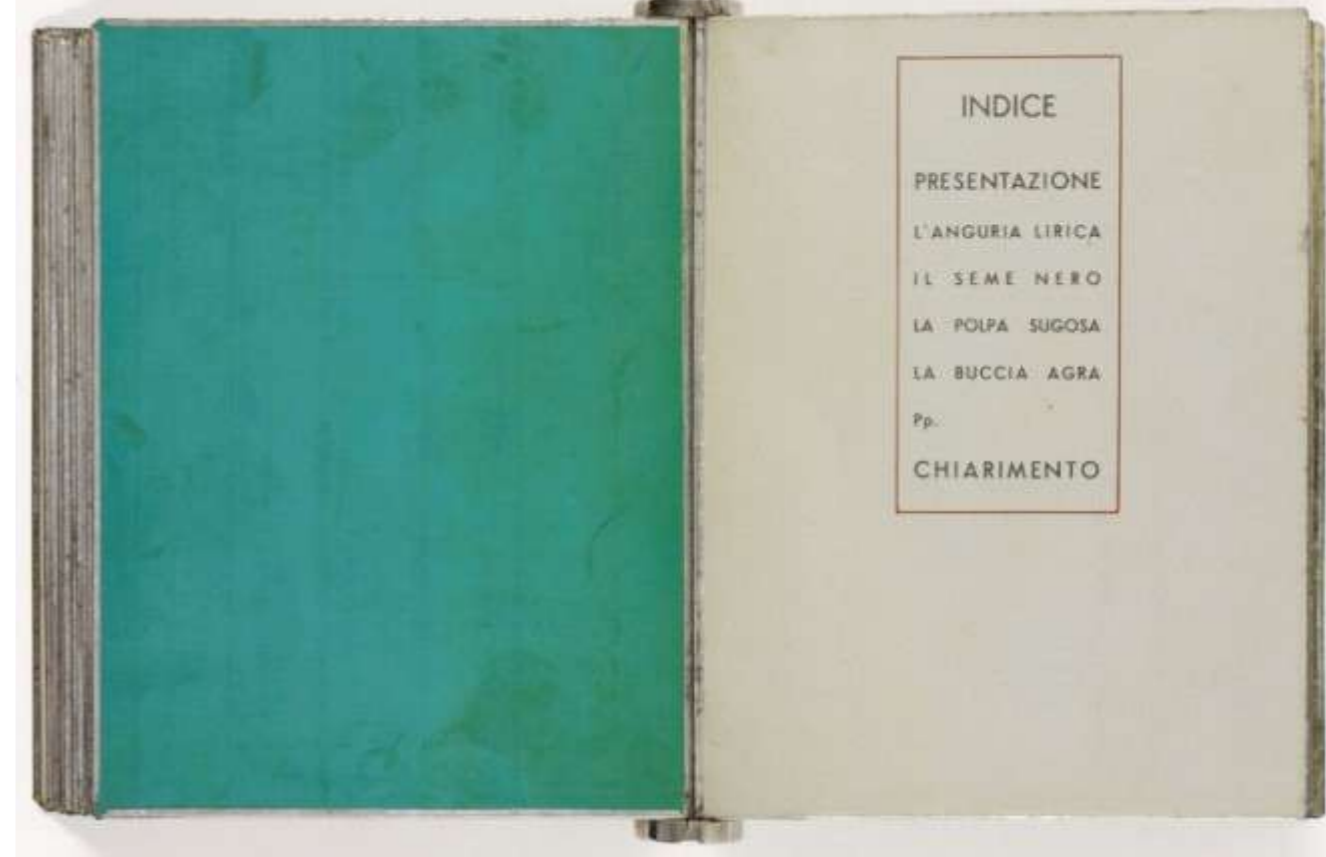 INDICE
PRESENTAZIONE
L'ANGURIA LIRICA
IL SEME NERO
LA POLPA SUGOSA
LA BUCCIA AGRA
Pp.
CHIARIMENTO